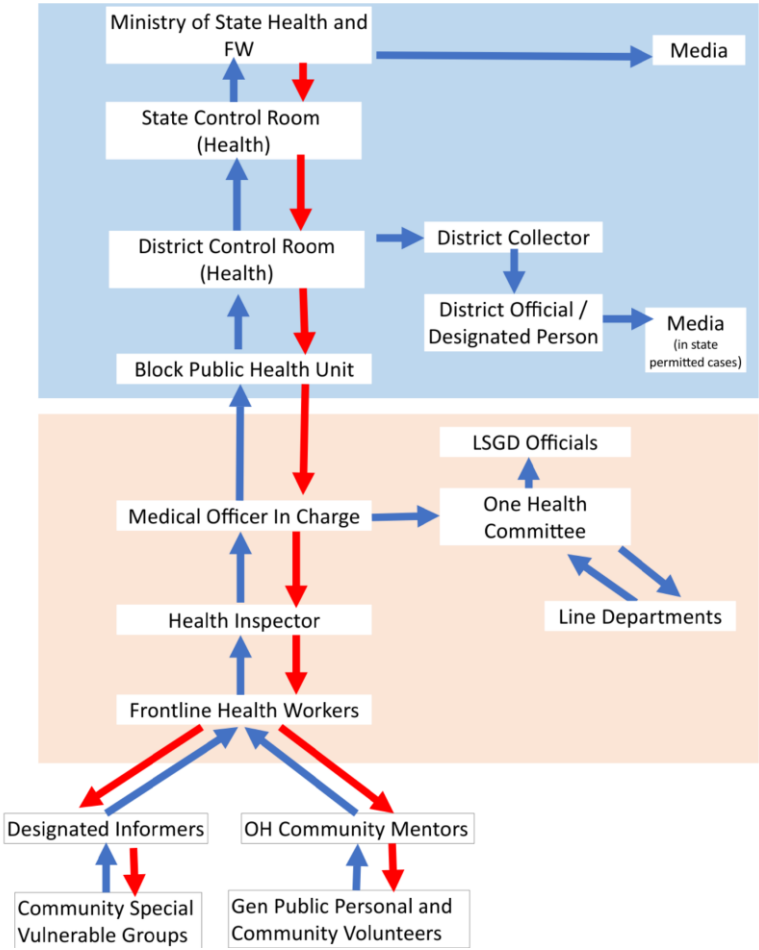 Ministry of State Health and
FW
Media
State Control Room
(Health)
District Control Room
(Health)
District Collector
District Official /
Designated Person
Media
(in state
permitted cases)
Block Public Health Unit
LSGD Officials
Medical Officer In Charge
One Health
Committee
Health Inspector
Line Departments
Frontline Health Workers
Designated Informers
OH Community Mentors
Community Special
Vulnerable Groups
Gen Public Personal and
Community Volunteers